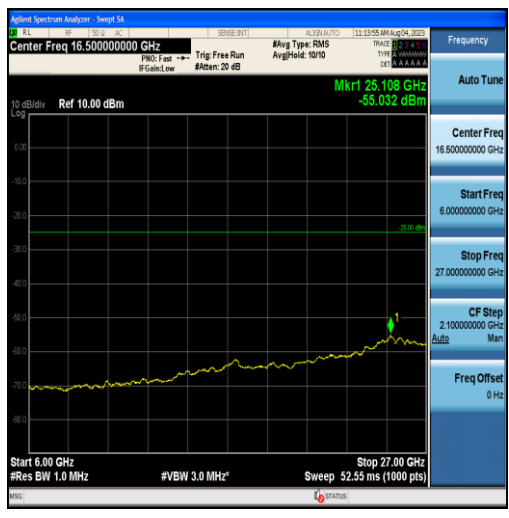 Agilent Spectrum Analyzer - Swept SA
RL RF 50 Ω AC SENSE:INT ALIGN AUTO 11:13:55 AM Aug 04, 2023
Center Freq 16.500000000 GHz
PNO: Fast
IFGain:Low
Trig: Free Run
#Atten: 20 dB
#Avg Type: RMS
Avg|Hold: 10/10
TRACE 1 2 3 4 5 6
TYPE A
DET A A A A A A
Mkr1 25.108 GHz
-55.032 dBm
10 dB/div Ref 10.00 dBm
Log
0.00
-10.0
-20.0
-25.00 dBm
-30.0
-40.0
-50.0
1
-60.0
-70.0
-80.0
Start 6.00 GHz Stop 27.00 GHz
#Res BW 1.0 MHz #VBW 3.0 MHz* Sweep 52.55 ms (1000 pts)
MSG STATUS
Frequency
Auto Tune
Center Freq
16.500000000 GHz
Start Freq
6.000000000 GHz
Stop Freq
27.000000000 GHz
CF Step
2.100000000 GHz
Auto Man
Freq Offset
0 Hz